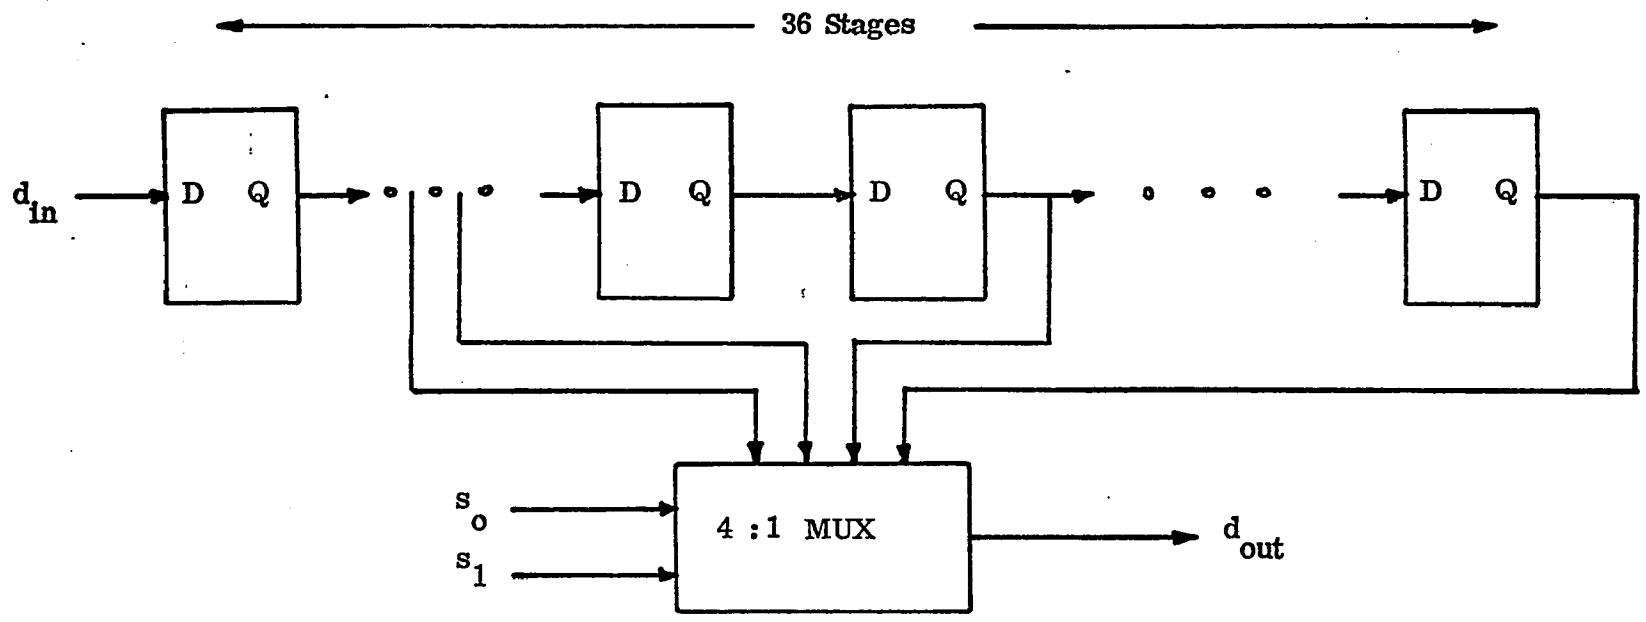 36 Stages
d_in
D Q
D Q
D Q
D Q
s_o
s_1
4 : 1 MUX
d_out